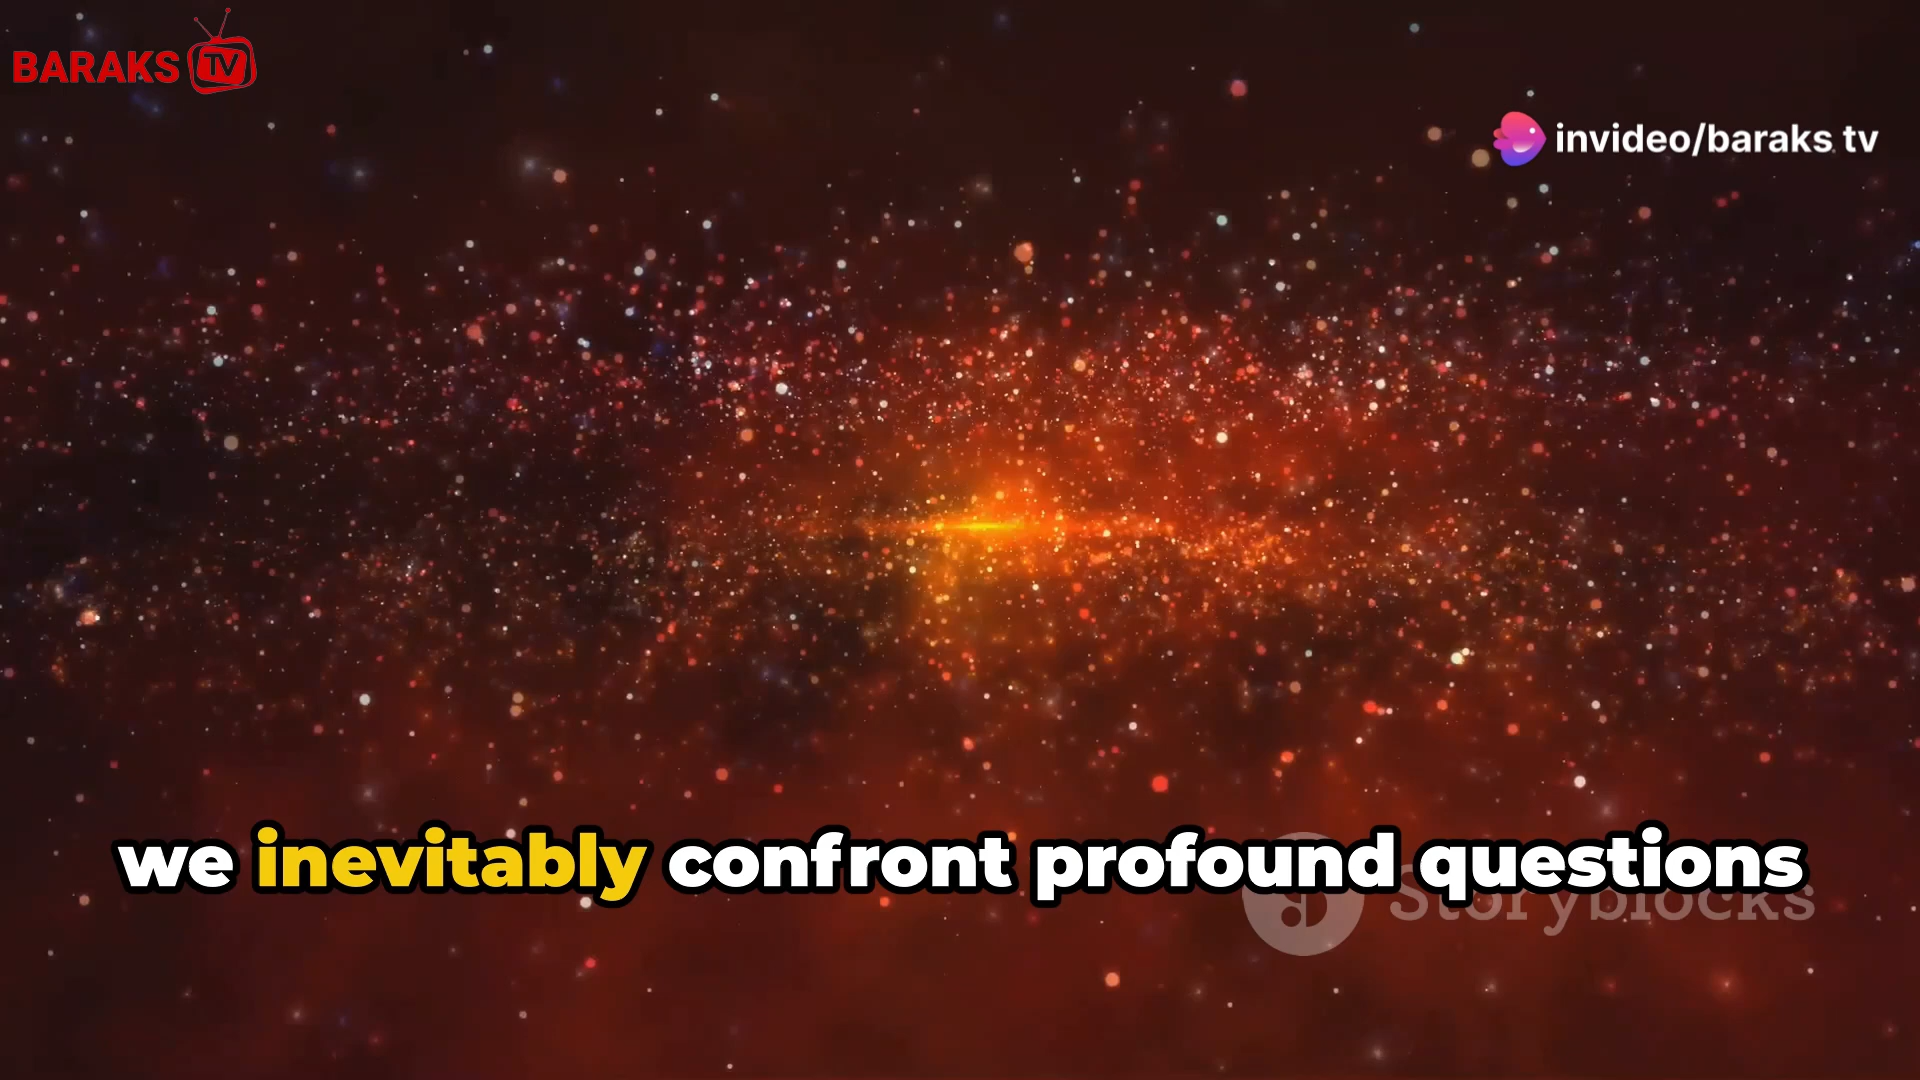 BARAKS TV
invideo/baraks tv
we inevitably confront profound questions
Storyblocks